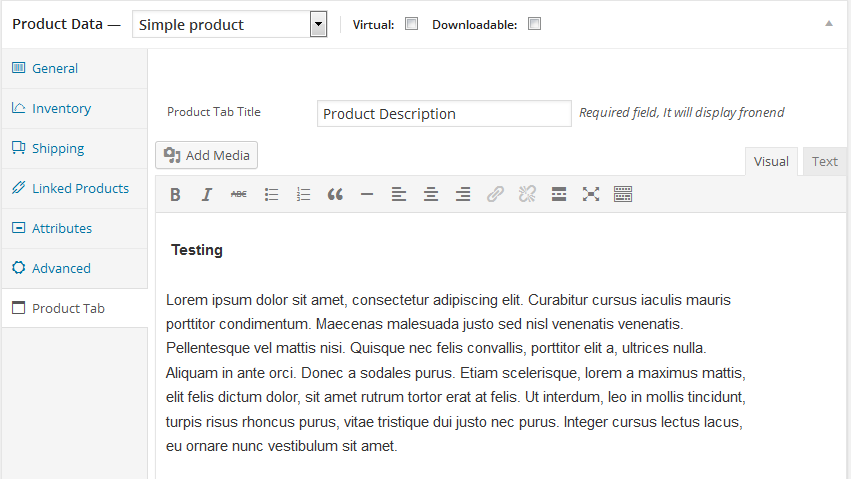 Product Data — Simple product Virtual: Downloadable:
General
Inventory
Shipping
Linked Products
Attributes
Advanced
Product Tab
Product Tab Title Product Description Required field, It will display fronend
Add Media Visual Text
B I ABC
Testing
Lorem ipsum dolor sit amet, consectetur adipiscing elit. Curabitur cursus iaculis mauris
porttitor condimentum. Maecenas malesuada justo sed nisl venenatis venenatis.
Pellentesque vel mattis nisi. Quisque nec felis convallis, porttitor elit a, ultrices nulla.
Aliquam in ante orci. Donec a sodales purus. Etiam scelerisque, lorem a maximus mattis,
elit felis dictum dolor, sit amet rutrum tortor erat at felis. Ut interdum, leo in mollis tincidunt,
turpis risus rhoncus purus, vitae tristique dui justo nec purus. Integer cursus lectus lacus,
eu ornare nunc vestibulum sit amet.